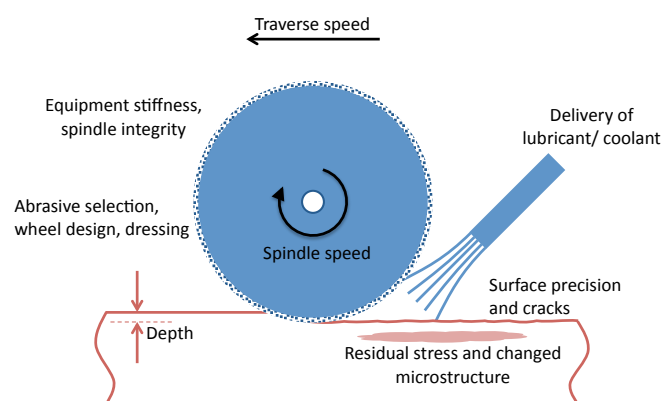 Traverse speed
Equipment stiffness,
spindle integrity
Delivery of
lubricant/ coolant
Abrasive selection,
wheel design, dressing
Spindle speed
Surface precision
and cracks
Depth
Residual stress and changed
microstructure